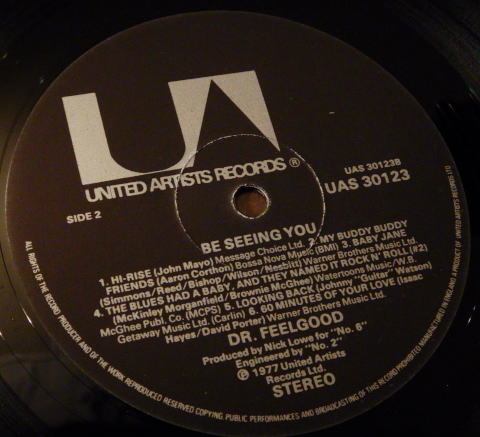 UA
UNITED ARTISTS RECORDS ®
SIDE 2
UAS 30123B
UAS 30123
BE SEEING YOU
1. HI-RISE (John Mayo) Message Choice Ltd. 2. MY BUDDY BUDDY
FRIENDS (Aaron Corthon) Bossa Nova Music (BMI) 3. BABY JANE
(Simmons/Reed/Bishop/Wilson/Needs) Warner Brothers Music Ltd.
4. THE BLUES HAD A BABY, AND THEY NAMED IT ROCK N' ROLL (#2)
(McKinley Morganfield/Brownie McGhee) Watertoons Music/N.B.
McGhee Publ. Co. (MCPS) 5. LOOKING BACK (Johnny "Guitar" Watson)
Getaway Music Ltd. (Carlin) 6. 60 MINUTES OF YOUR LOVE (Isaac
Hayes/David Porter) Warner Brothers Music Ltd.
DR. FEELGOOD
Produced by Nick Lowe for "No. 6"
Engineered by "No. 2"
℗ 1977 United Artists
Records Ltd.
STEREO
ALL RIGHTS OF THE RECORD PRODUCER AND OF THE OWNER OF THE WORK REPRODUCED RESERVED COPYING PUBLIC PERFORMANCES AND BROADCASTING OF THIS RECORD PROHIBITED MANUFACTURED IN ENGLAND A PRODUCT OF UNITED ARTISTS RECORDS LTD